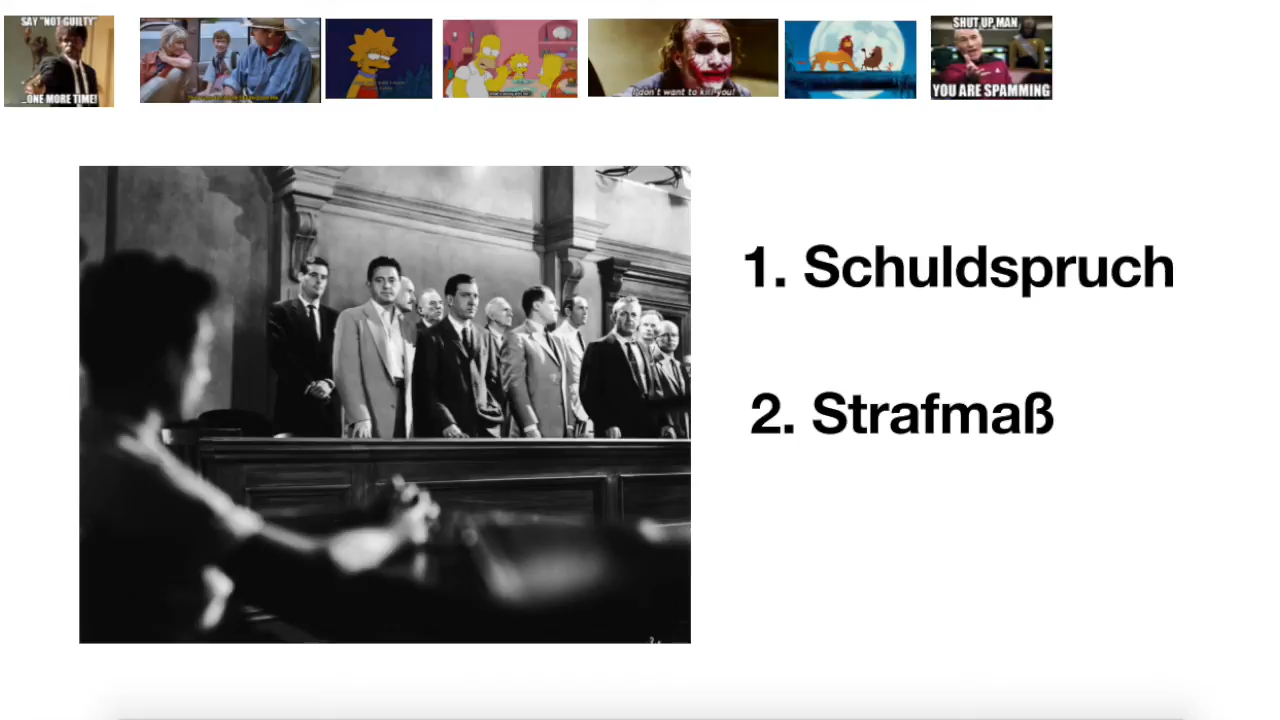 SAY "NOT GUILTY"
...ONE MORE TIME!
I don't want to kill you!
SHUT UP MAN
YOU ARE SPAMMING
1. Schuldspruch
2. Strafmaß